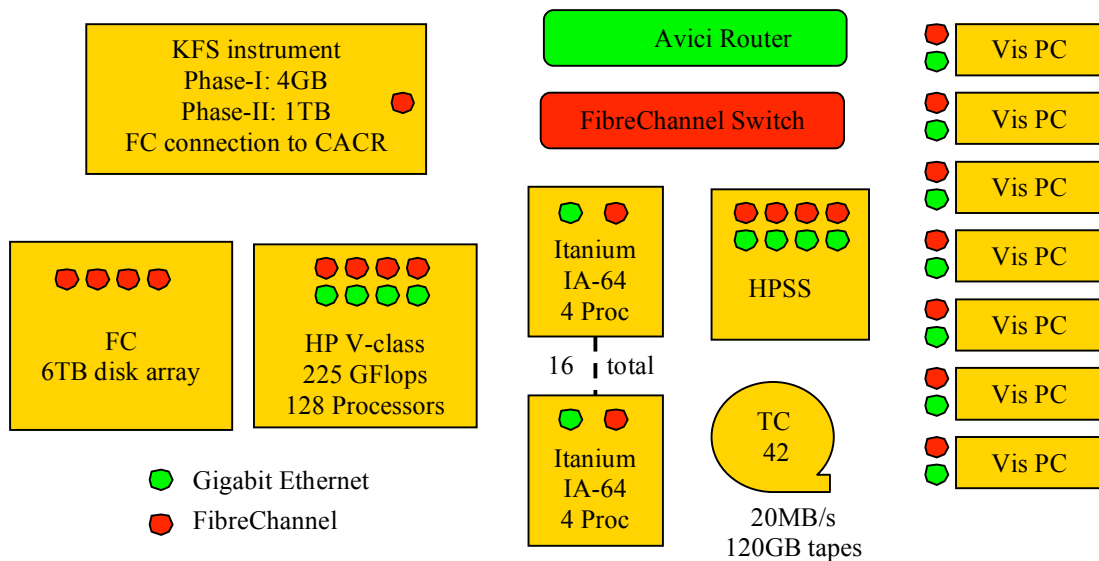 KFS instrument
Phase-I: 4GB
Phase-II: 1TB
FC connection to CACR
Avici Router
FibreChannel Switch
Vis PC
Vis PC
Vis PC
Vis PC
Vis PC
Vis PC
Vis PC
FC
6TB disk array
HP V-class
225 GFlops
128 Processors
Itanium
IA-64
4 Proc
16 total
Itanium
IA-64
4 Proc
HPSS
TC
42
20MB/s
120GB tapes
Gigabit Ethernet
FibreChannel